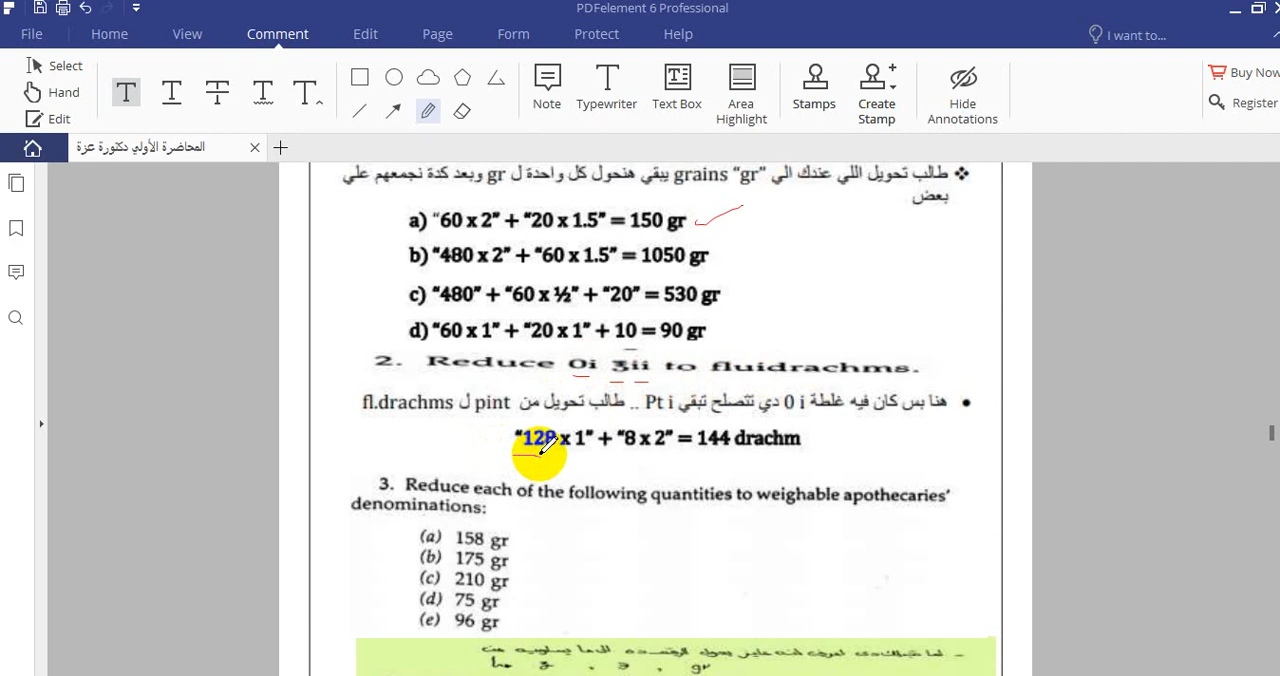 PDFelement 6 Professional
File Home View Comment Edit Page Form Protect Help I want to...
Select
Hand
Edit
T T T T T
Note Typewriter Text Box Area Highlight Stamps Create Stamp Hide Annotations
Buy Now
Register
المحاضرة الأولي دكتورة عزة
❖ طالب تحويل اللي عندك الي grains “gr” يبقي هنحول كل واحدة ل gr وبعد كدة نجمعهم علي
بعض
a) “60 x 2” + “20 x 1.5” = 150 gr
b) “480 x 2” + “60 x 1.5” = 1050 gr
c) “480” + “60 x ½” + “20” = 530 gr
d) “60 x 1” + “20 x 1” + 10 = 90 gr
2. Reduce 0i ʒii to fluidrachms.
• هنا بس كان فيه غلطة 0 i دي تتصلح تبقي Pt i .. طالب تحويل من pint ل fl.drachms
“128 x 1” + “8 x 2” = 144 drachm
3. Reduce each of the following quantities to weighable apothecaries’
denominations:
(a) 158 gr
(b) 175 gr
(c) 210 gr
(d) 75 gr
(e) 96 gr
gr